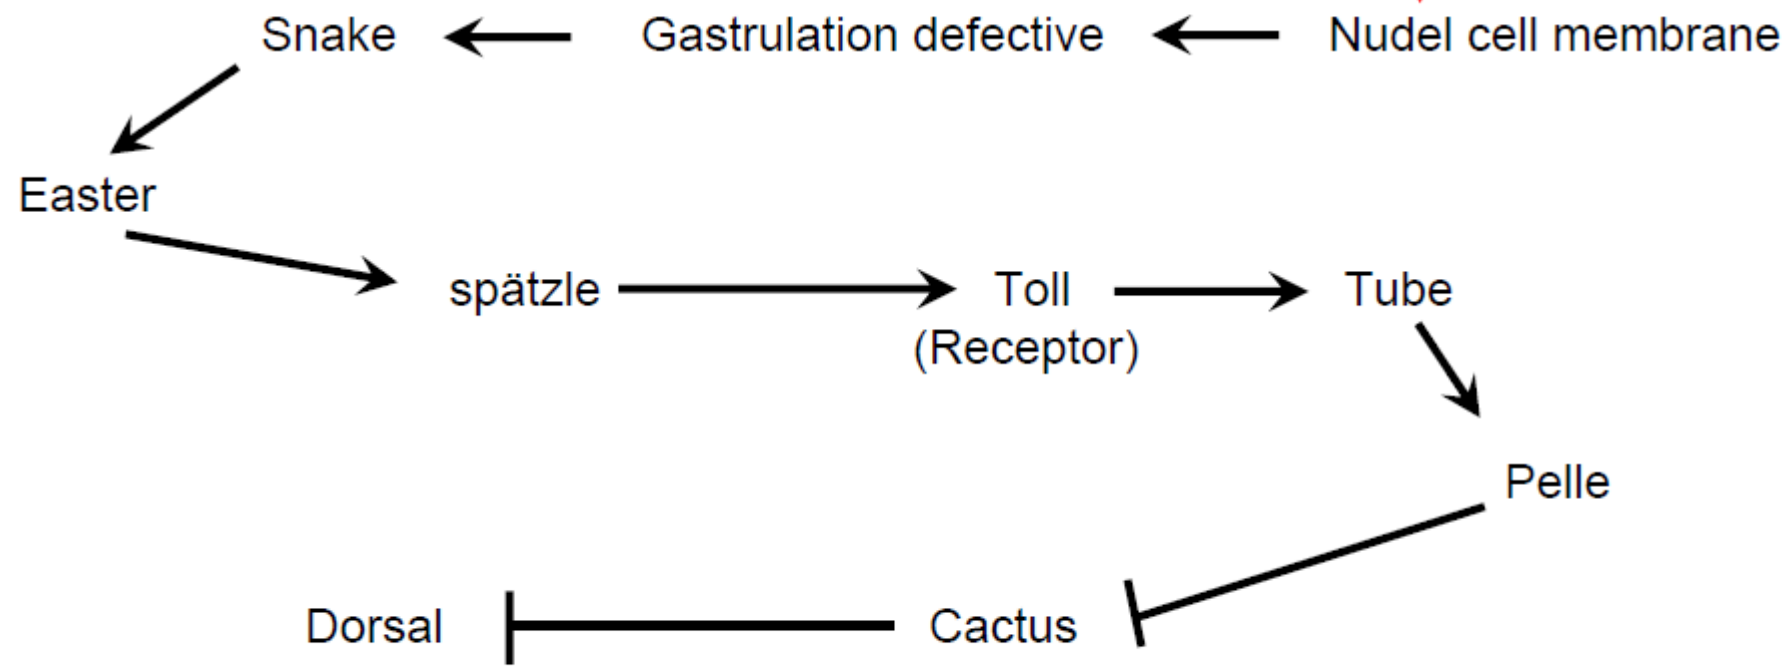 Snake
Gastrulation defective
Nudel cell membrane
Easter
spätzle
Toll
(Receptor)
Tube
Pelle
Dorsal
Cactus